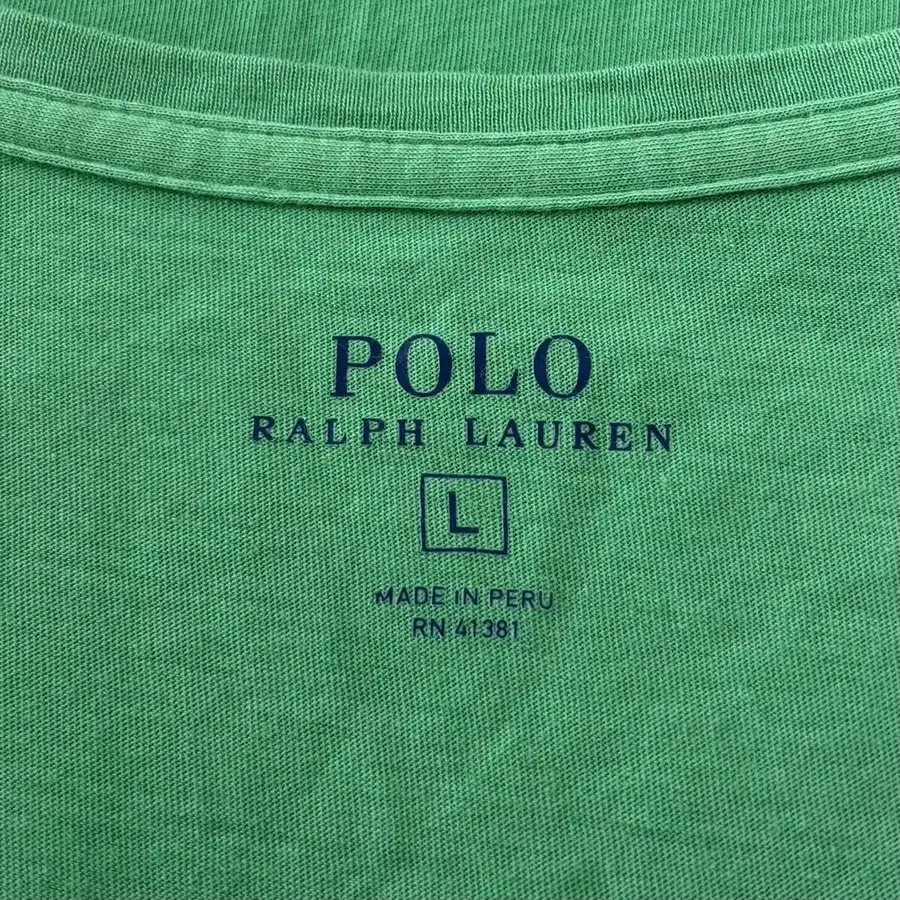 POLO
RALPH LAUREN
L
MADE IN PERU
RN 41381